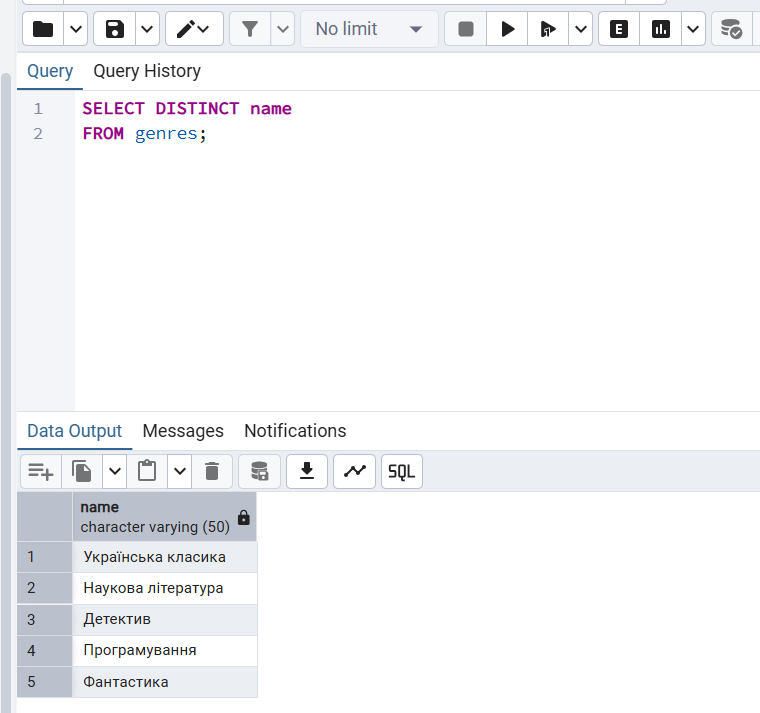 No limit
E
Query Query History
1 SELECT DISTINCT name
2 FROM genres;
Data Output Messages Notifications
SQL
name
character varying (50)
1 Українська класика
2 Наукова література
3 Детектив
4 Програмування
5 Фантастика